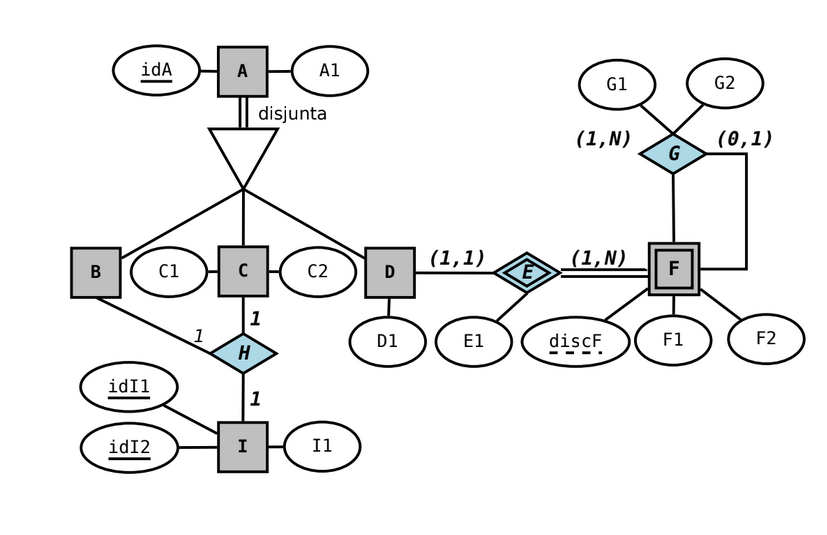 idA
A
A1
disjunta
G1
G2
(1,N)
G
(0,1)
B
C1
C
C2
D
(1,1)
E
(1,N)
F
1
1
D1
E1
discF
F1
F2
H
idI1
1
idI2
I
I1